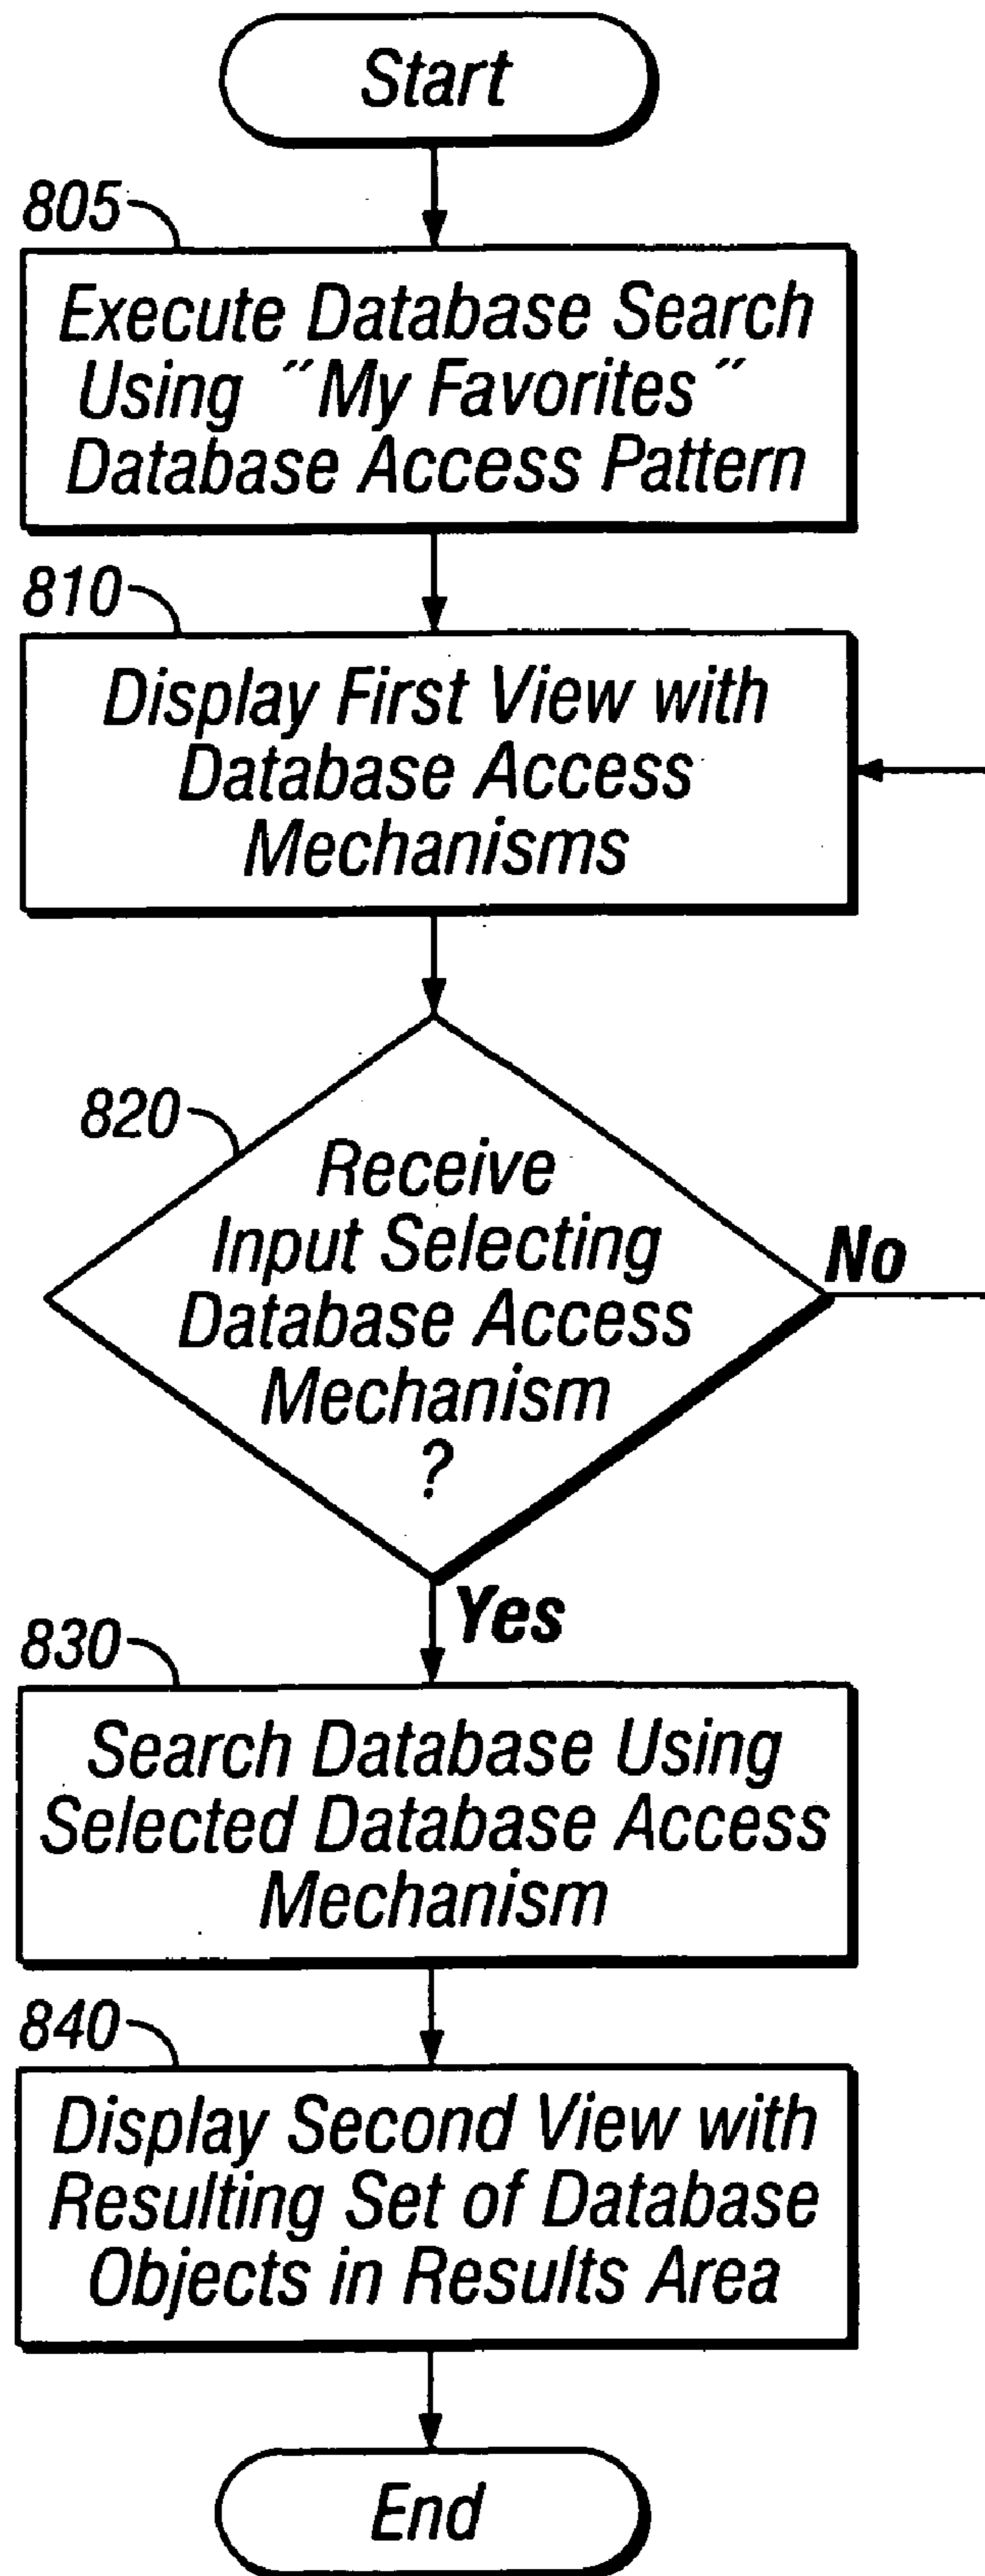 Start
805
Execute Database Search
Using "My Favorites"
Database Access Pattern
810
Display First View with
Database Access
Mechanisms
820
Receive
Input Selecting
Database Access
Mechanism
?
No
Yes
830
Search Database Using
Selected Database Access
Mechanism
840
Display Second View with
Resulting Set of Database
Objects in Results Area
End